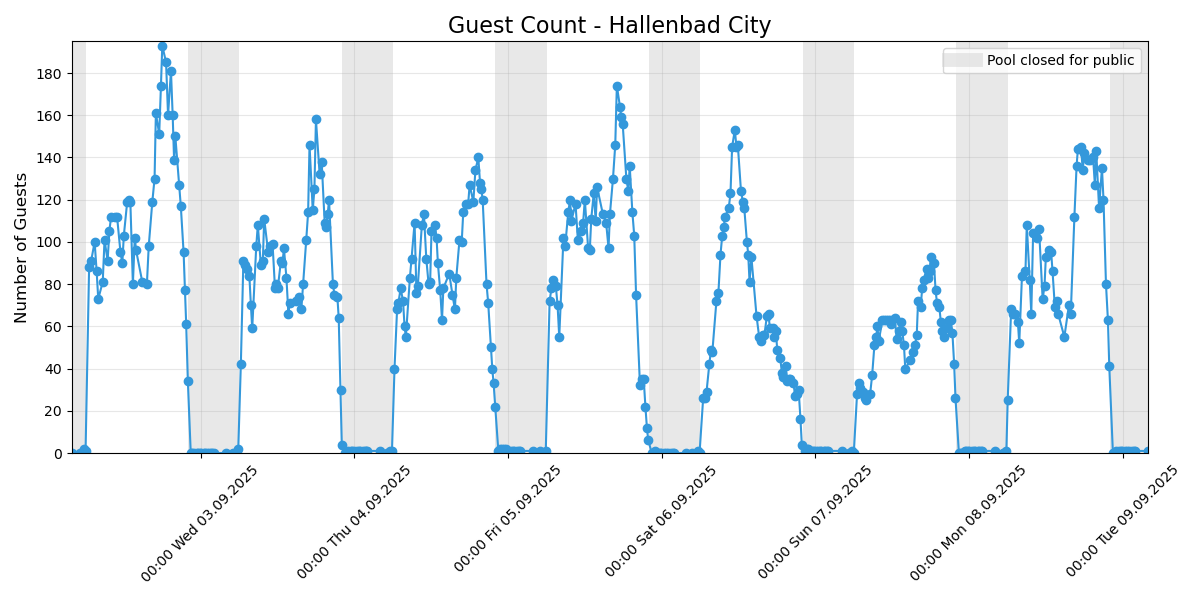 Guest Count - Hallenbad City
Pool closed for public
Number of Guests
180
160
140
120
100
80
60
40
20
0
00:00 Wed 03.09.2025
00:00 Thu 04.09.2025
00:00 Fri 05.09.2025
00:00 Sat 06.09.2025
00:00 Sun 07.09.2025
00:00 Mon 08.09.2025
00:00 Tue 09.09.2025